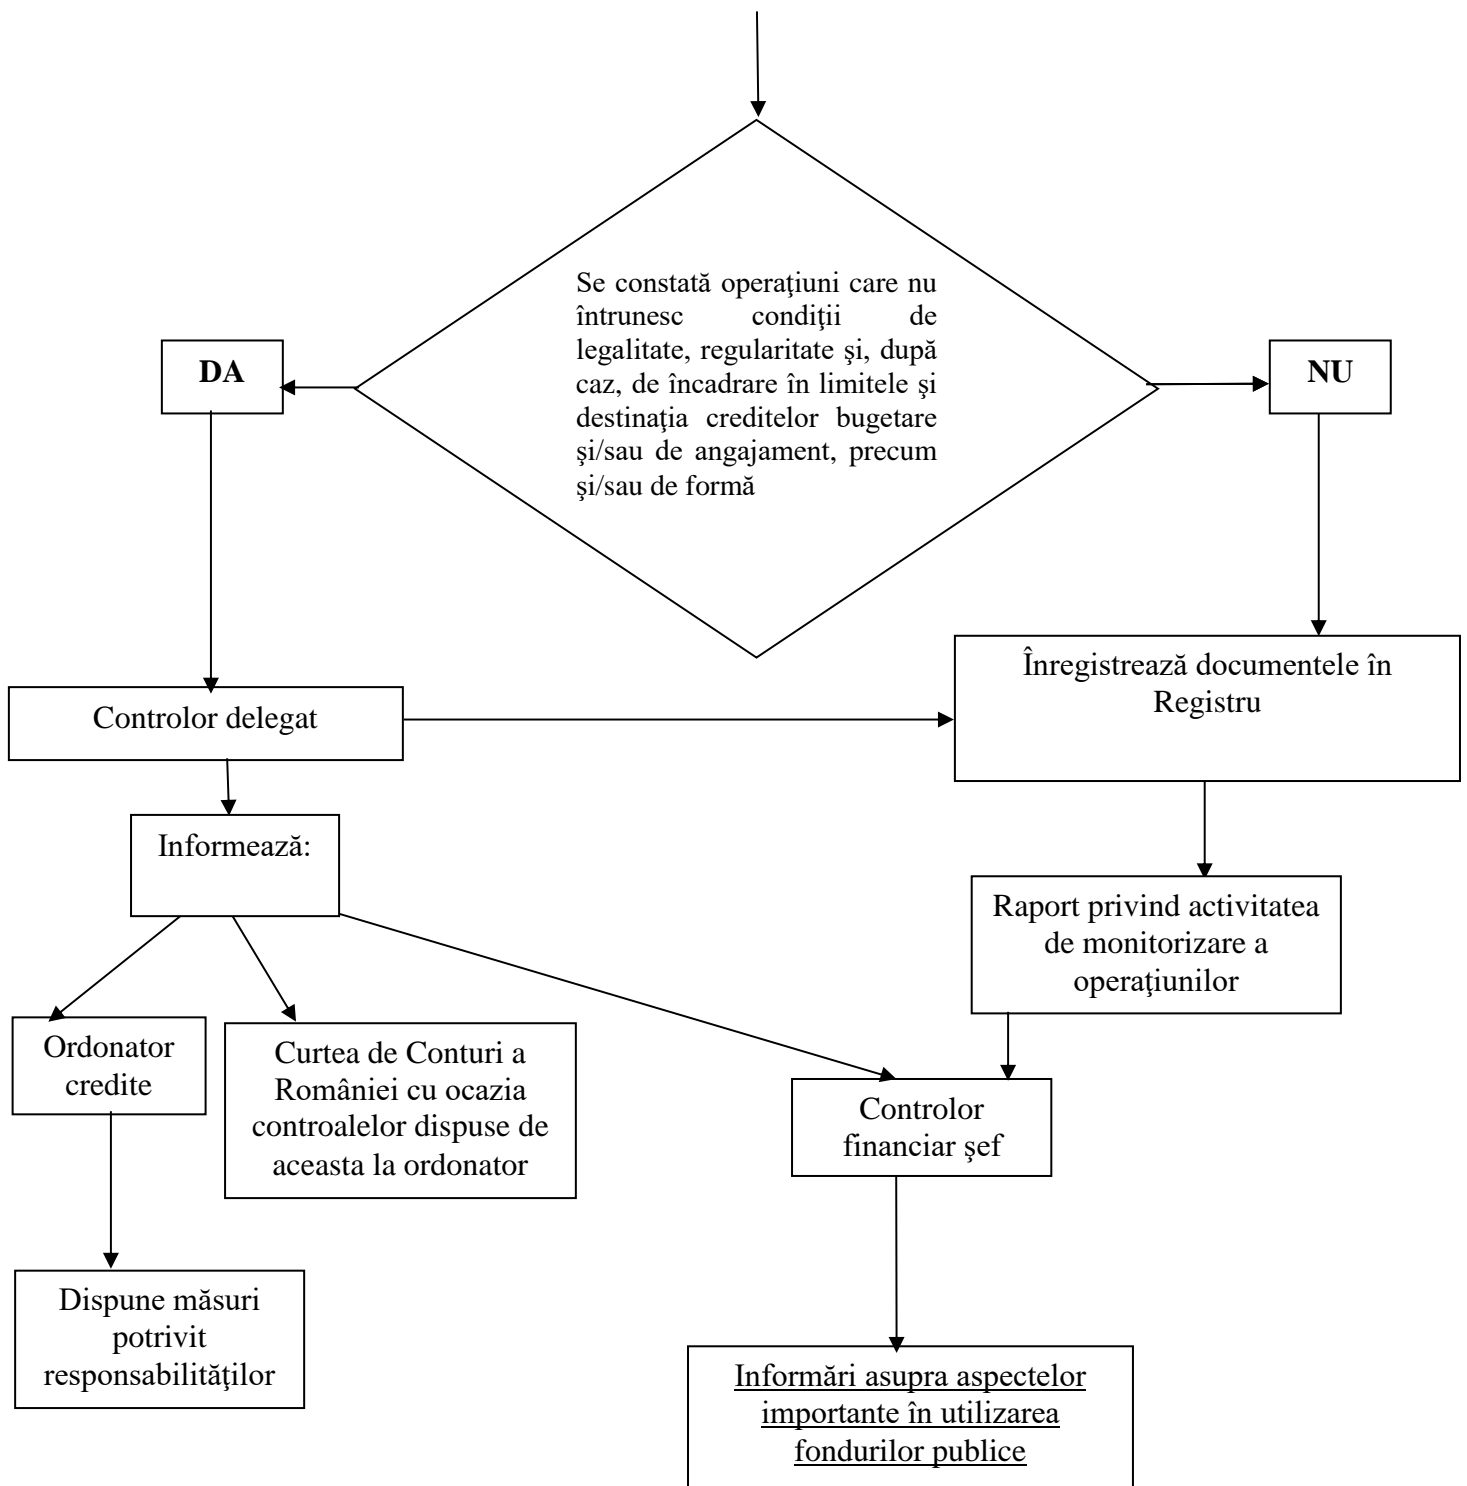 Se constată operaţiuni care nu
întrunesc condiţii de
legalitate, regularitate şi, după
caz, de încadrare în limitele şi
destinaţia creditelor bugetare
şi/sau de angajament, precum
şi/sau de formă
DA
NU
Înregistrează documentele în
Registru
Controlor delegat
Informează:
Raport privind activitatea
de monitorizare a
operaţiunilor
Ordonator
credite
Curtea de Conturi a
României cu ocazia
controalelor dispuse de
aceasta la ordonator
Controlor
financiar şef
Dispune măsuri
potrivit
responsabilităţilor
Informări asupra aspectelor
importante în utilizarea
fondurilor publice